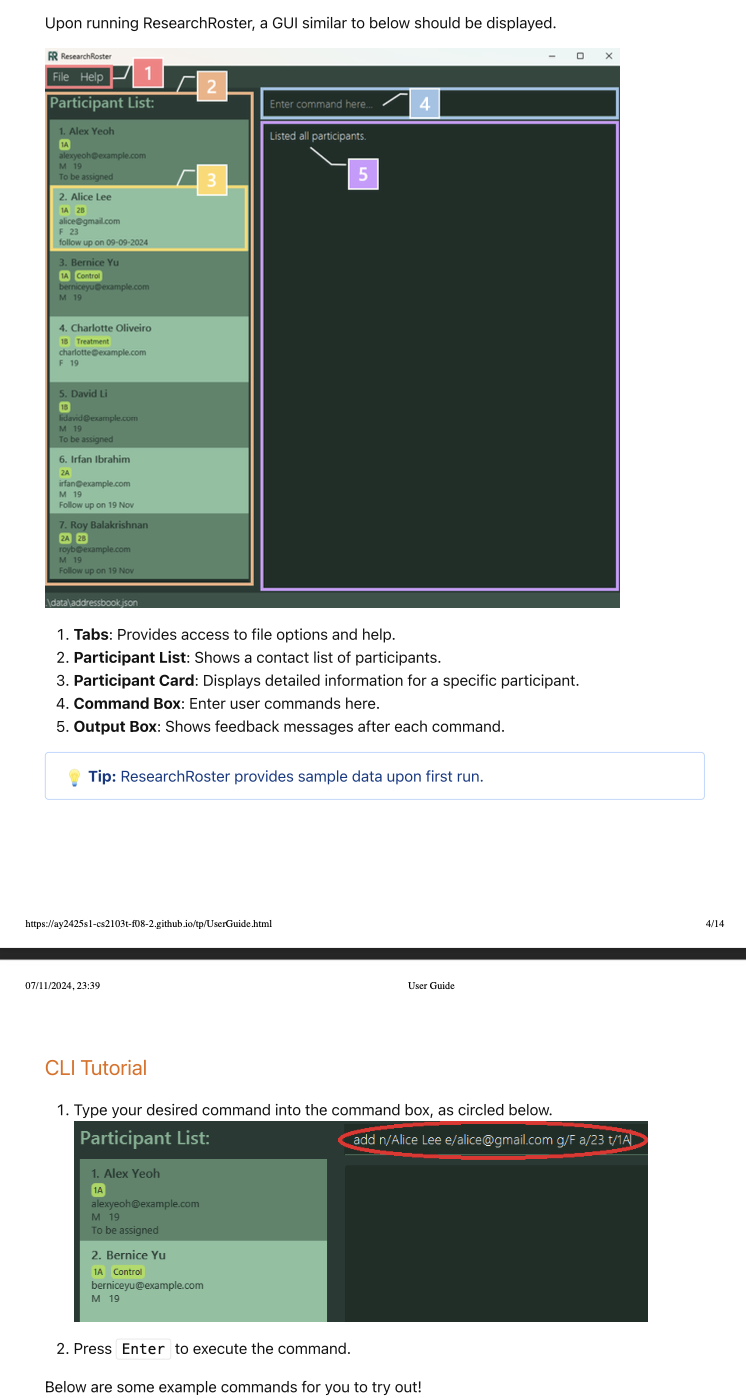 Upon running ResearchRoster, a GUI similar to below should be displayed.
RR ResearchRoster
File Help
1
2
Participant List:
Enter command here...
4
1. Alex Yeoh
1A
alexyeoh@example.com
M 19
To be assigned
Listed all participants.
5
3
2. Alice Lee
1A 2B
alice@gmail.com
F 23
follow up on 09-09-2024
3. Bernice Yu
1A Control
berniceyu@example.com
M 19
4. Charlotte Oliveiro
1B Treatment
charlotte@example.com
F 19
5. David Li
1B
lidavid@example.com
M 19
To be assigned
6. Irfan Ibrahim
2A
irfan@example.com
M 19
Follow up on 19 Nov
7. Roy Balakrishnan
2A 2B
royb@example.com
M 19
Follow up on 19 Nov
.\data\addressbook.json
1. Tabs: Provides access to file options and help.
2. Participant List: Shows a contact list of participants.
3. Participant Card: Displays detailed information for a specific participant.
4. Command Box: Enter user commands here.
5. Output Box: Shows feedback messages after each command.
💡 Tip: ResearchRoster provides sample data upon first run.
https://ay2425s1-cs2103t-f08-2.github.io/tp/UserGuide.html 4/14
07/11/2024, 23:39 User Guide
CLI Tutorial
1. Type your desired command into the command box, as circled below.
Participant List:
add n/Alice Lee e/alice@gmail.com g/F a/23 t/1A
1. Alex Yeoh
1A
alexyeoh@example.com
M 19
To be assigned
2. Bernice Yu
1A Control
berniceyu@example.com
M 19
2. Press Enter to execute the command.
Below are some example commands for you to try out!